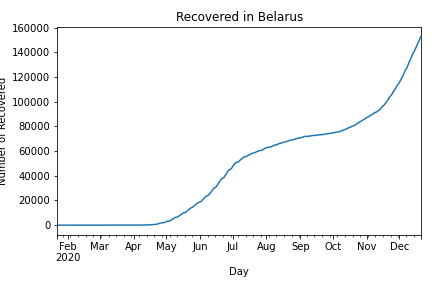 Recovered in Belarus
Number of Recovered
160000
140000
120000
100000
80000
60000
40000
20000
0
Feb Mar Apr May Jun Jul Aug Sep Oct Nov Dec
2020
Day